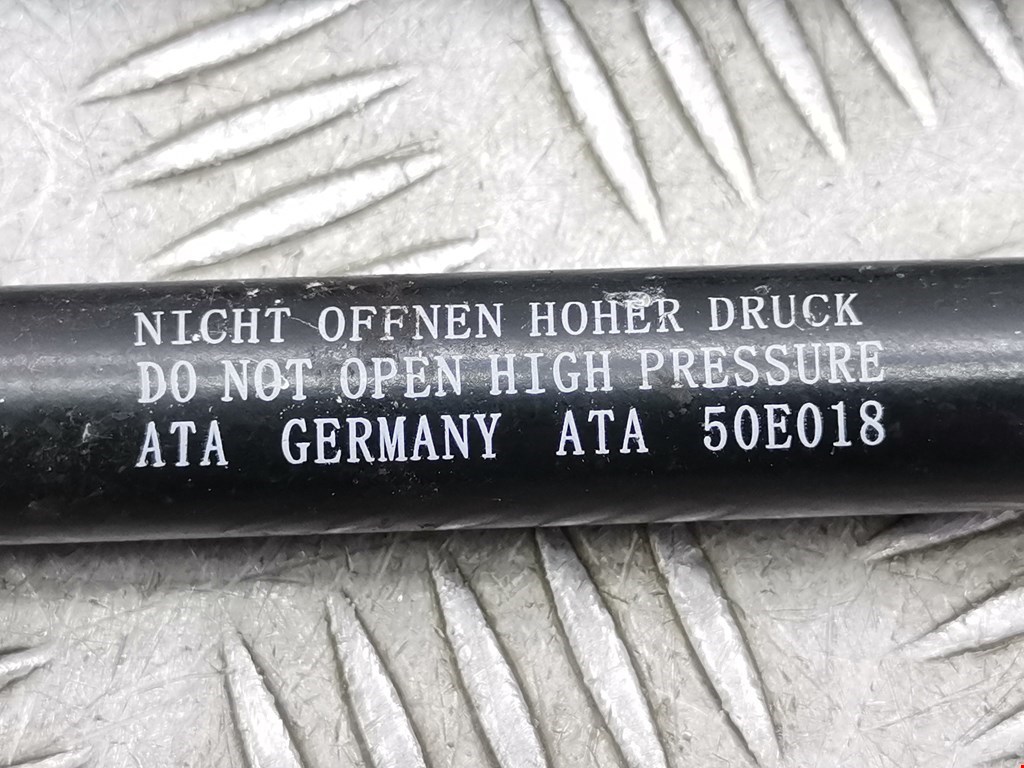 NICHT OFFNEN HOHER DRUCK
DO NOT OPEN HIGH PRESSURE
ATA GERMANY ATA 50E018